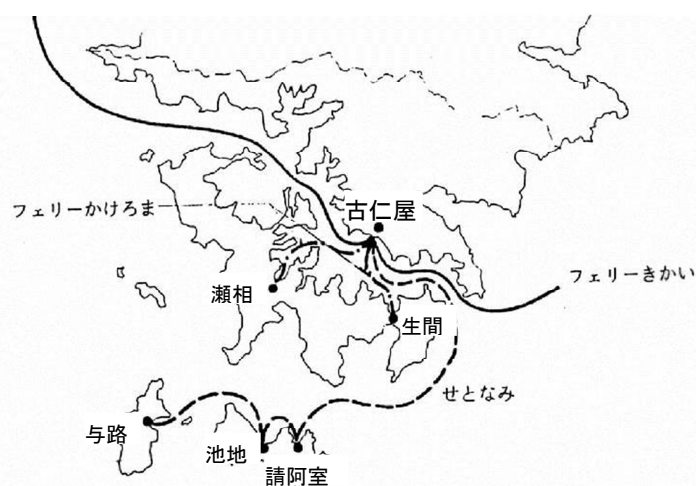 フェリーかけろま
古仁屋
フェリーきかい
瀬相
生間
せとなみ
与路
池地
請阿室